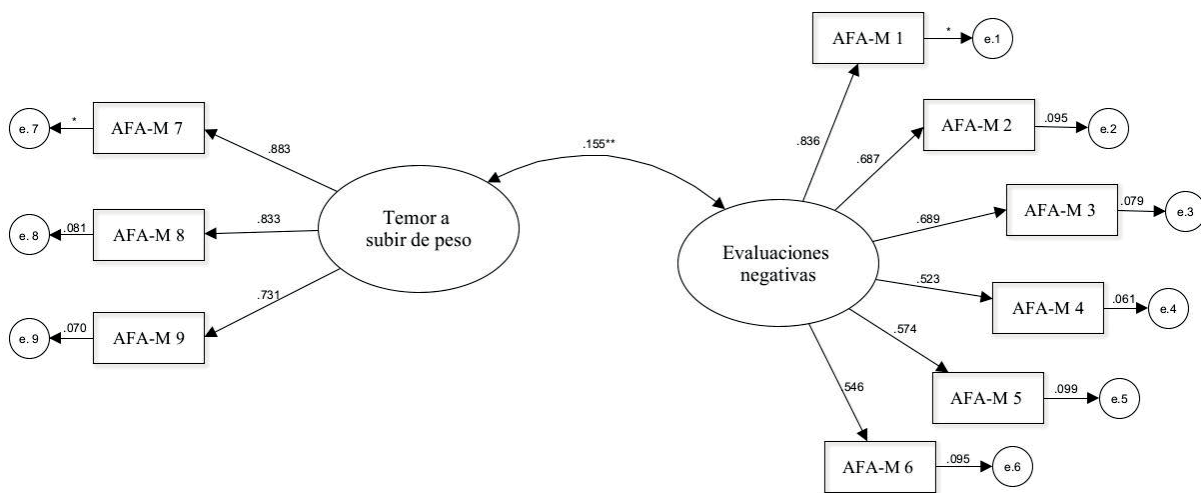 AFA-M 1
*
e.1
AFA-M 2
.095
e.2
AFA-M 3
.079
e.3
AFA-M 4
.061
e.4
AFA-M 5
.099
e.5
AFA-M 6
.095
e.6
.836
.687
.689
.523
.574
.546
Evaluaciones
negativas
.155**
Temor a
subir de peso
.883
.833
.731
AFA-M 7
*
e. 7
AFA-M 8
.081
e. 8
AFA-M 9
.070
e. 9